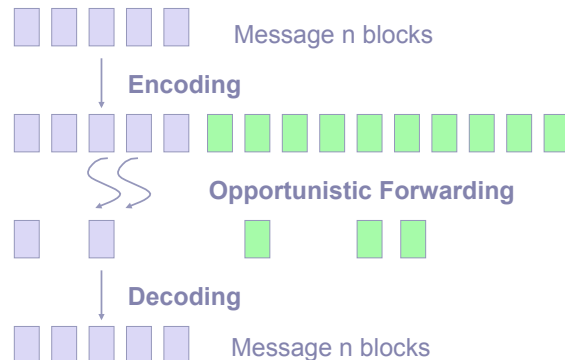 Message n blocks
Encoding
Opportunistic Forwarding
Decoding
Message n blocks